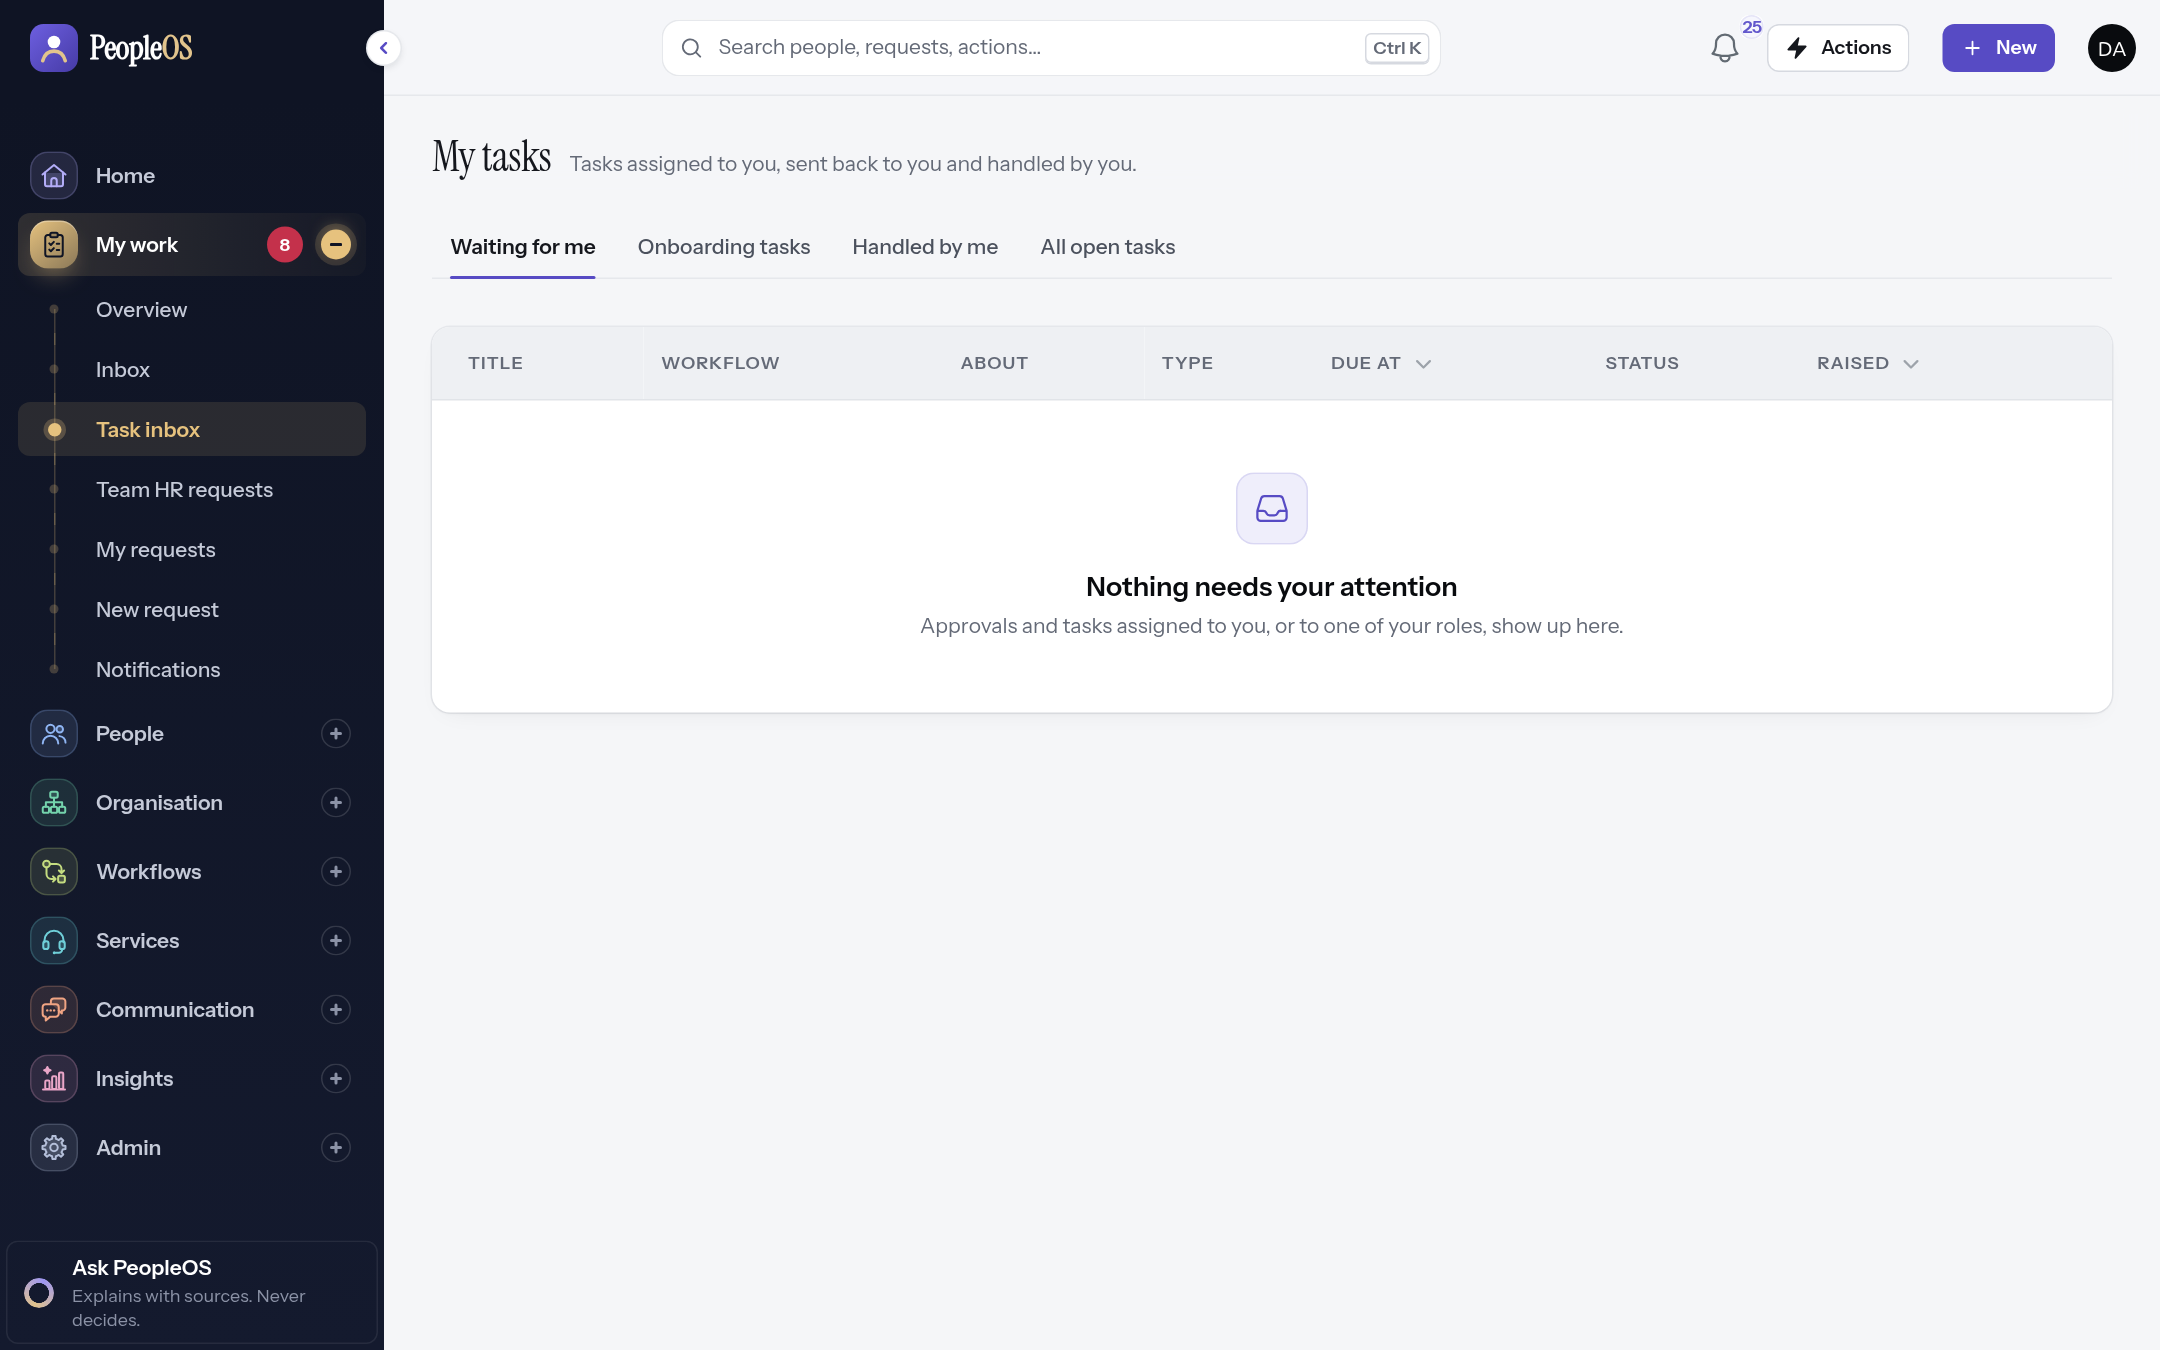 PeopleOS
Search people, requests, actions...
Ctrl K
25
Actions
New
DA
Home
My work
8
Overview
Inbox
Task inbox
Team HR requests
My requests
New request
Notifications
People
Organisation
Workflows
Services
Communication
Insights
Admin
Ask PeopleOS
Explains with sources. Never
decides.
My tasks
Tasks assigned to you, sent back to you and handled by you.
Waiting for me
Onboarding tasks
Handled by me
All open tasks
TITLE
WORKFLOW
ABOUT
TYPE
DUE AT
STATUS
RAISED
Nothing needs your attention
Approvals and tasks assigned to you, or to one of your roles, show up here.